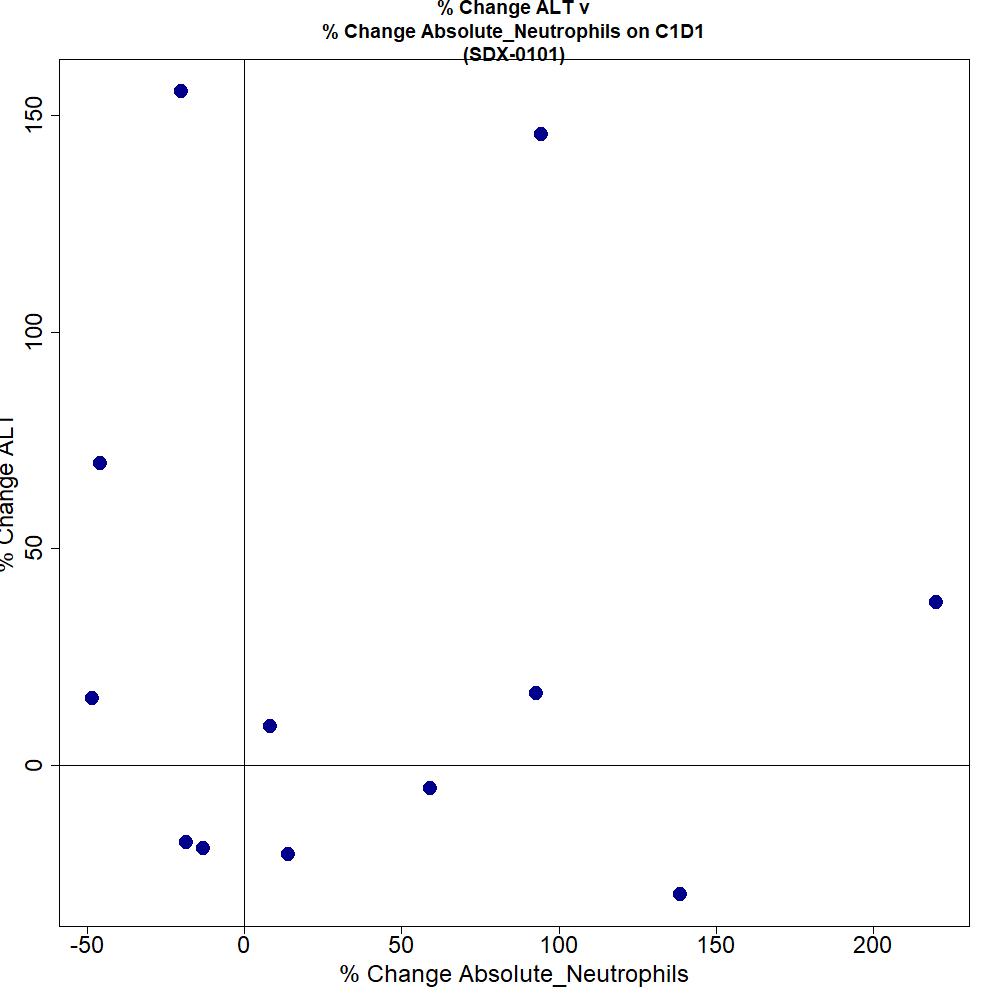 % Change ALT v
% Change Absolute_Neutrophils on C1D1
(SDX-0101)
150
100
50
0
% Change ALT
-50 0 50 100 150 200
% Change Absolute_Neutrophils